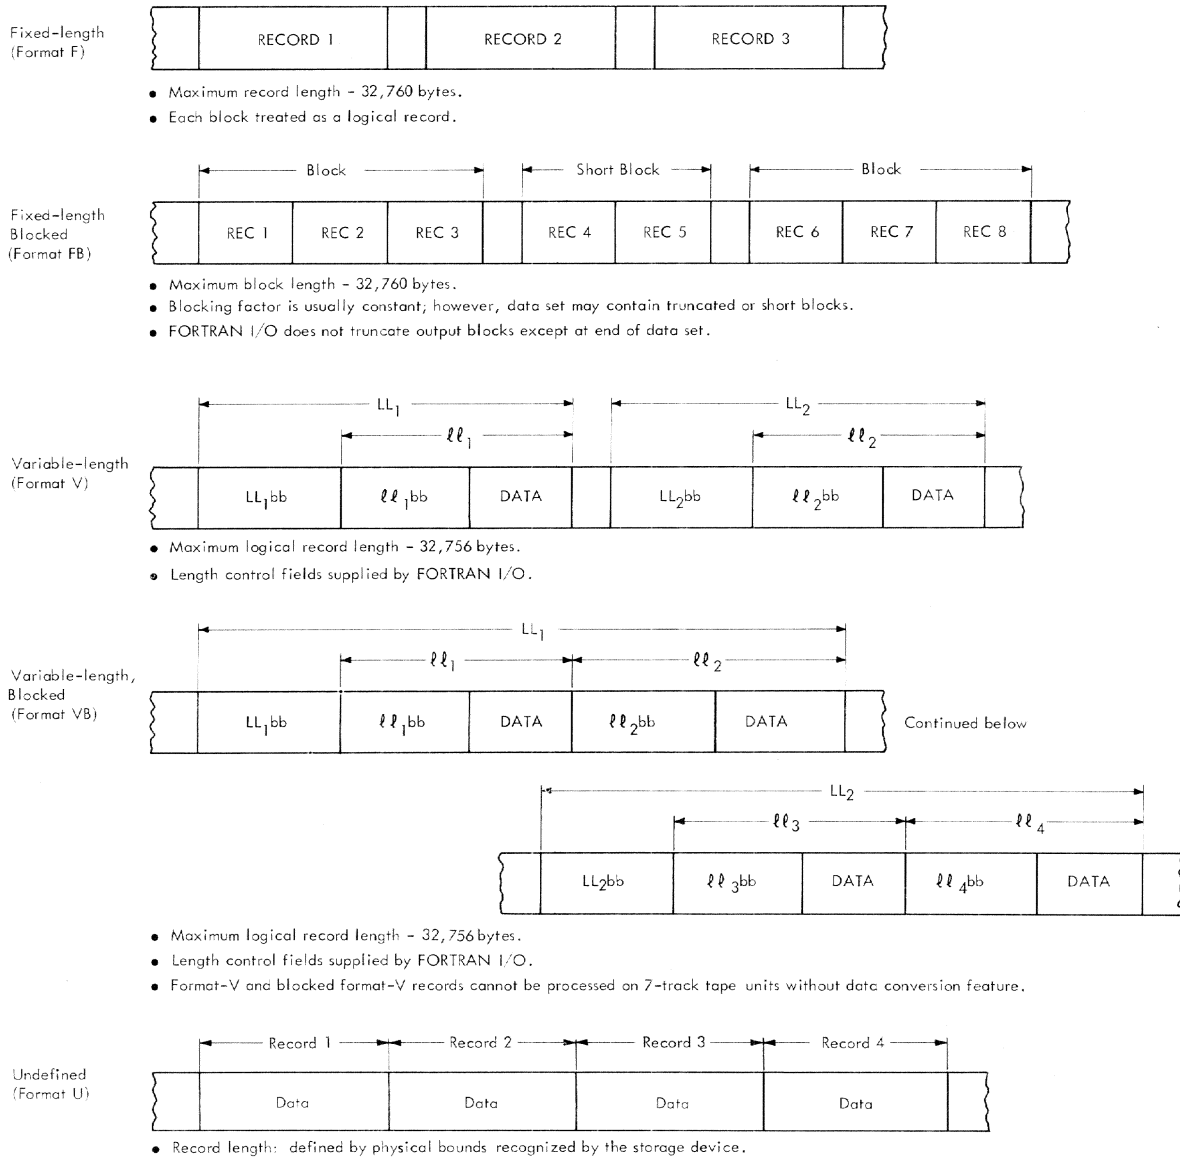 Fixed-length
(Format F)
RECORD 1 RECORD 2 RECORD 3
• Maximum record length - 32,760 bytes.
• Each block treated as a logical record.
Block Short Block Block
Fixed-length
Blocked
(Format FB)
REC 1 REC 2 REC 3 REC 4 REC 5 REC 6 REC 7 REC 8
• Maximum block length - 32,760 bytes.
• Blocking factor is usually constant; however, data set may contain truncated or short blocks.
• FORTRAN I/O does not truncate output blocks except at end of data set.
LL₁ LL₂
ℓℓ₁ ℓℓ₂
Variable-length
(Format V)
LL₁bb ℓℓ₁bb DATA LL₂bb ℓℓ₂bb DATA
• Maximum logical record length - 32,756 bytes.
• Length control fields supplied by FORTRAN I/O.
LL₁
ℓℓ₁ ℓℓ₂
Variable-length,
Blocked
(Format VB)
LL₁bb ℓℓ₁bb DATA ℓℓ₂bb DATA Continued below
LL₂
ℓℓ₃ ℓℓ₄
LL₂bb ℓℓ₃bb DATA ℓℓ₄bb DATA
• Maximum logical record length - 32,756 bytes.
• Length control fields supplied by FORTRAN I/O.
• Format-V and blocked format-V records cannot be processed on 7-track tape units without data conversion feature.
Record 1 Record 2 Record 3 Record 4
Undefined
(Format U)
Data Data Data Data
• Record length: defined by physical bounds recognized by the storage device.